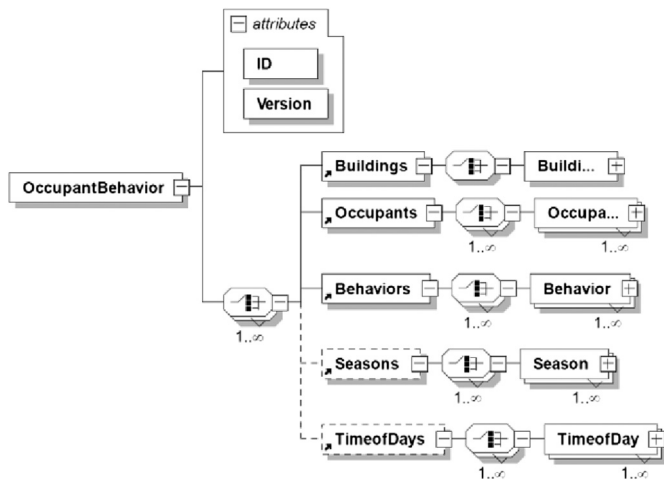 attributes
ID
Version
OccupantBehavior
Buildings
Buildi...
Occupants
Occupa...
1..∞
1..∞
Behaviors
Behavior
1..∞
1..∞
1..∞
Seasons
Season
1..∞
1..∞
TimeofDays
TimeofDay
1..∞
1..∞